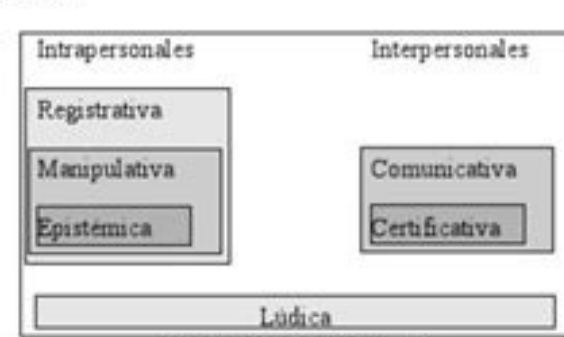 Intrapersonales Interpersonales
Registrativa
Manipulativa Comunicativa
Epistémica Certificativa
Lúdica